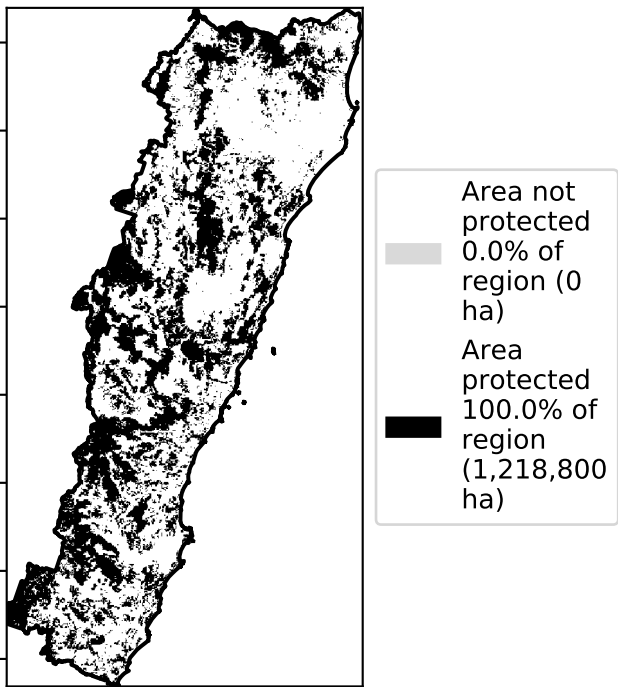 Area not
protected
0.0% of
region (0
ha)
Area
protected
100.0% of
region
(1,218,800
ha)